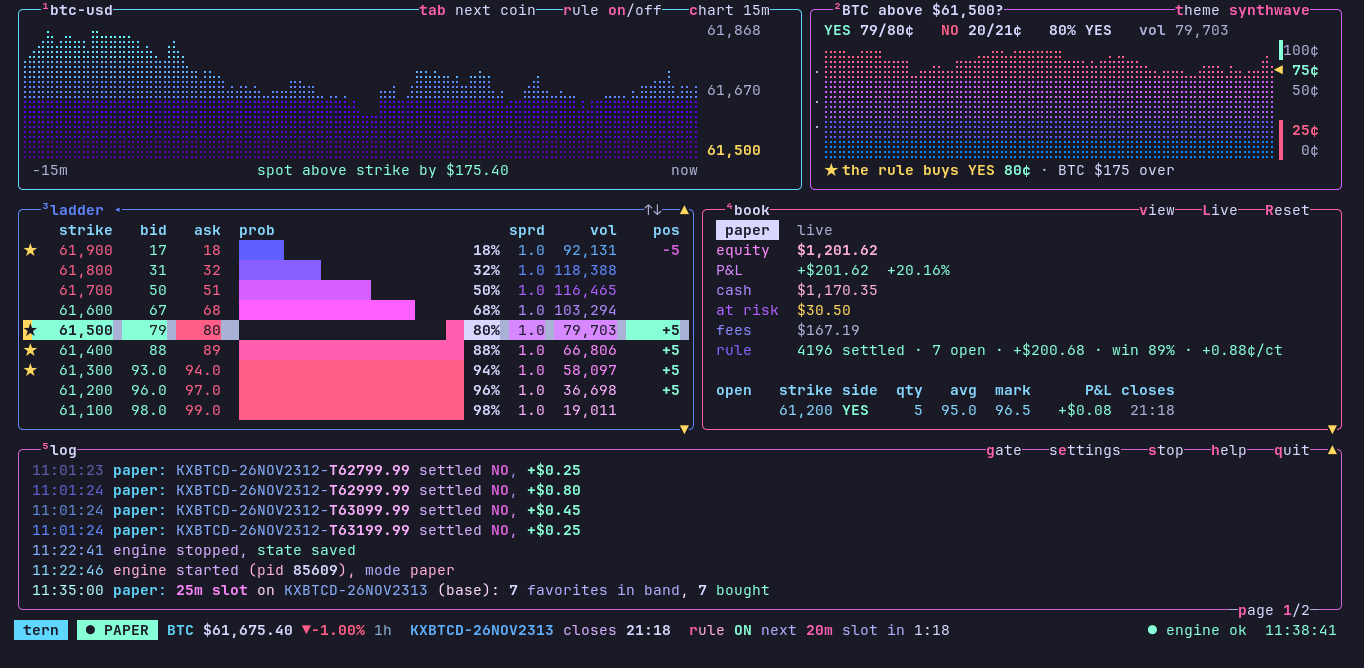 ¹btc-usd tab next coin rule on/off chart 15m
61,868
61,670
61,500
-15m spot above strike by $175.40 now
²BTC above $61,500? theme synthwave
YES 79/80¢ NO 20/21¢ 80% YES vol 79,703
100¢
◄ 75¢
50¢
25¢
0¢
★ the rule buys YES 80¢ · BTC $175 over
³ladder ◂ ↑↓ ▲
strike bid ask prob sprd vol pos
★ 61,900 17 18 18% 1.0 92,131 -5
61,800 31 32 32% 1.0 118,388
61,700 50 51 50% 1.0 116,465
61,600 67 68 68% 1.0 103,294
★ 61,500 79 80 80% 1.0 79,703 +5
★ 61,400 88 89 88% 1.0 66,806 +5
★ 61,300 93.0 94.0 94% 1.0 58,097 +5
61,200 96.0 97.0 96% 1.0 36,698 +5
61,100 98.0 99.0 98% 1.0 19,011
▼
⁴book view Live Reset
paper live
equity $1,201.62
P&L +$201.62 +20.16%
cash $1,170.35
at risk $30.50
fees $167.19
rule 4196 settled · 7 open · +$200.68 · win 89% · +0.88¢/ct
open strike side qty avg mark P&L closes
61,200 YES 5 95.0 96.5 +$0.08 21:18
▼
⁵log gate settings stop help quit ▲
11:01:23 paper: KXBTCD-26NOV2312-T62799.99 settled NO, +$0.25
11:01:24 paper: KXBTCD-26NOV2312-T62999.99 settled NO, +$0.80
11:01:24 paper: KXBTCD-26NOV2312-T63099.99 settled NO, +$0.45
11:01:24 paper: KXBTCD-26NOV2312-T63199.99 settled NO, +$0.25
11:22:41 engine stopped, state saved
11:22:46 engine started (pid 85609), mode paper
11:35:00 paper: 25m slot on KXBTCD-26NOV2313 (base): 7 favorites in band, 7 bought
page 1/2
tern ● PAPER BTC $61,675.40 ▼-1.00% 1h KXBTCD-26NOV2313 closes 21:18 rule ON next 20m slot in 1:18 ● engine ok 11:38:41